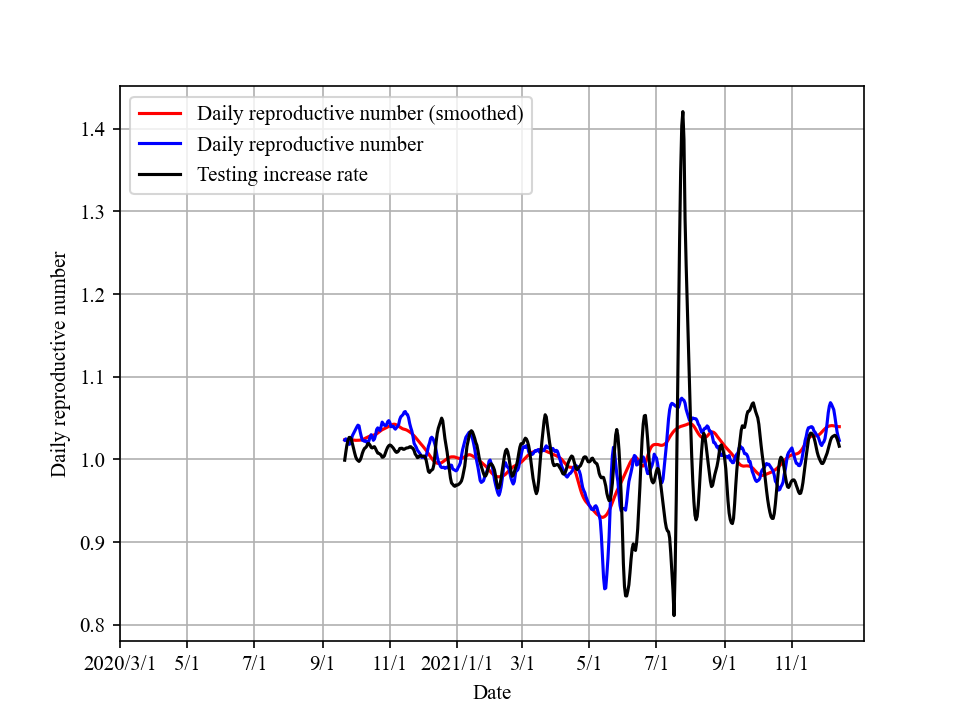 Daily reproductive number (smoothed)
Daily reproductive number
Testing increase rate
Daily reproductive number
1.4
1.3
1.2
1.1
1.0
0.9
0.8
2020/3/1 5/1 7/1 9/1 11/1 2021/1/1 3/1 5/1 7/1 9/1 11/1
Date